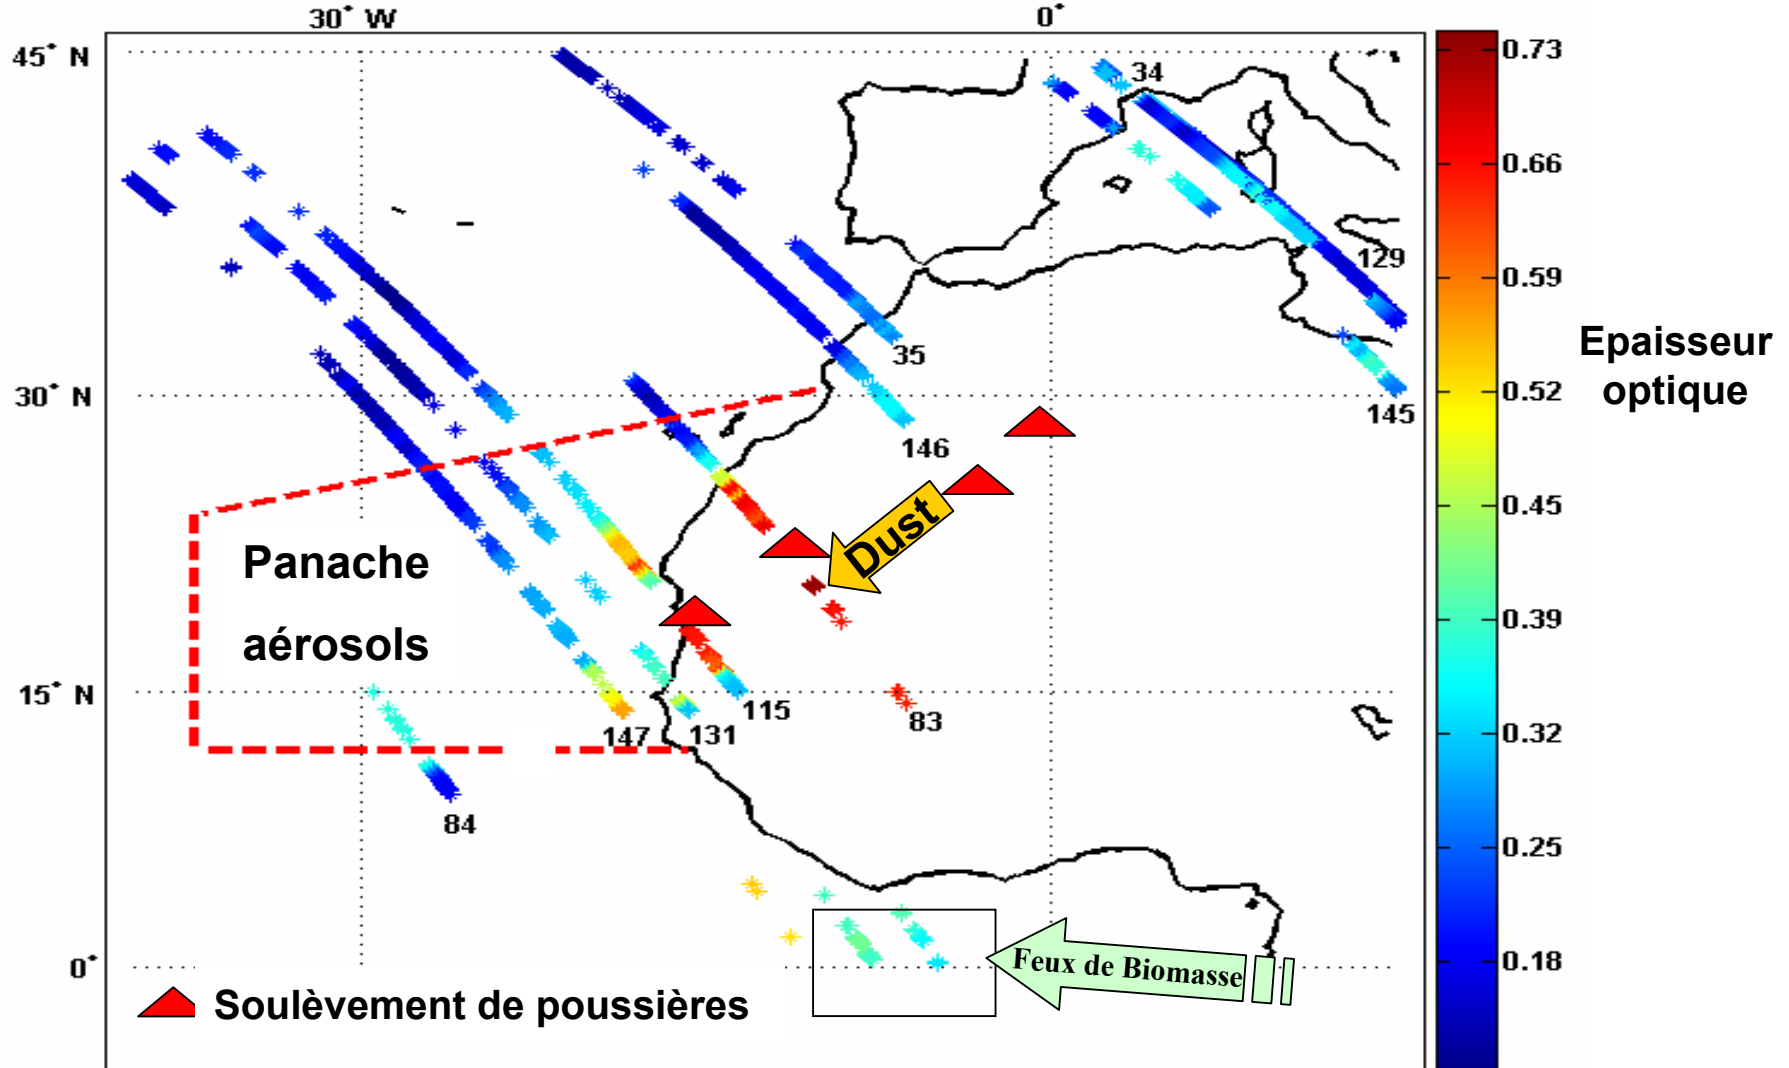 30° W
0°
45° N
34
0.73
0.66
129
0.59
Epaisseur
optique
35
30° N
0.52
145
146
0.45
Dust
Panache
aérosols
0.39
15° N
115
83
147
131
0.32
84
0.25
0°
Feux de Biomasse
0.18
Soulèvement de poussières